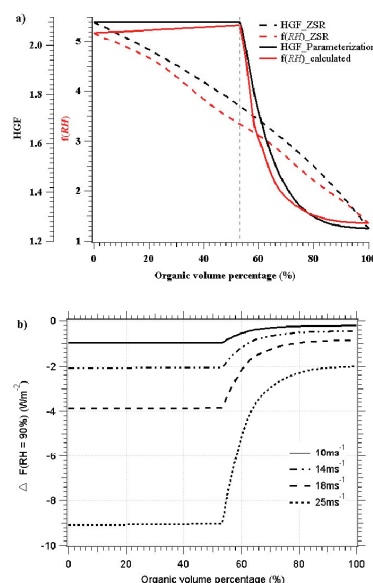 a)
HGF_ZSR
f(RH)_ZSR
HGF_Parameterization
f(RH)_calculated
2.0
1.8
1.6
1.4
1.2
HGF
5
4
3
2
1
f(RH)
0 20 40 60 80 100
Organic volume percentage (%)
b)
0
-2
-4
-6
-8
-10
△ F(RH = 90%) (Wm⁻²)
10ms⁻¹
14ms⁻¹
18ms⁻¹
25ms⁻¹
0 20 40 60 80 100
Organic volume percentage (%)